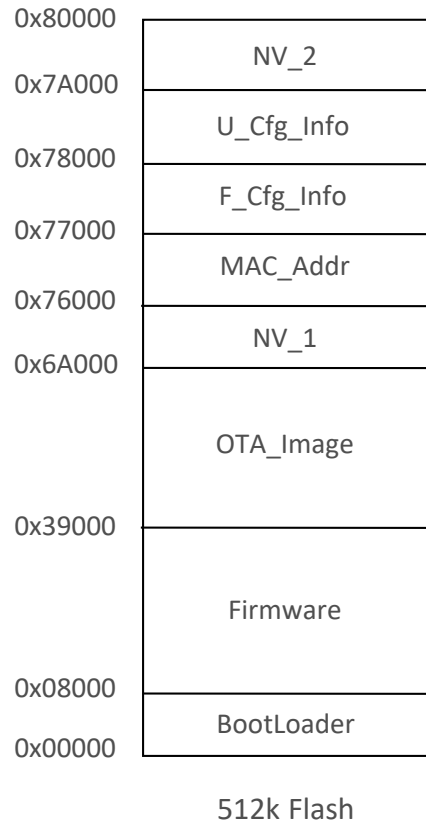 0x80000
NV_2
0x7A000
U_Cfg_Info
0x78000
F_Cfg_Info
0x77000
MAC_Addr
0x76000
NV_1
0x6A000
OTA_Image
0x39000
Firmware
0x08000
BootLoader
0x00000
512k Flash